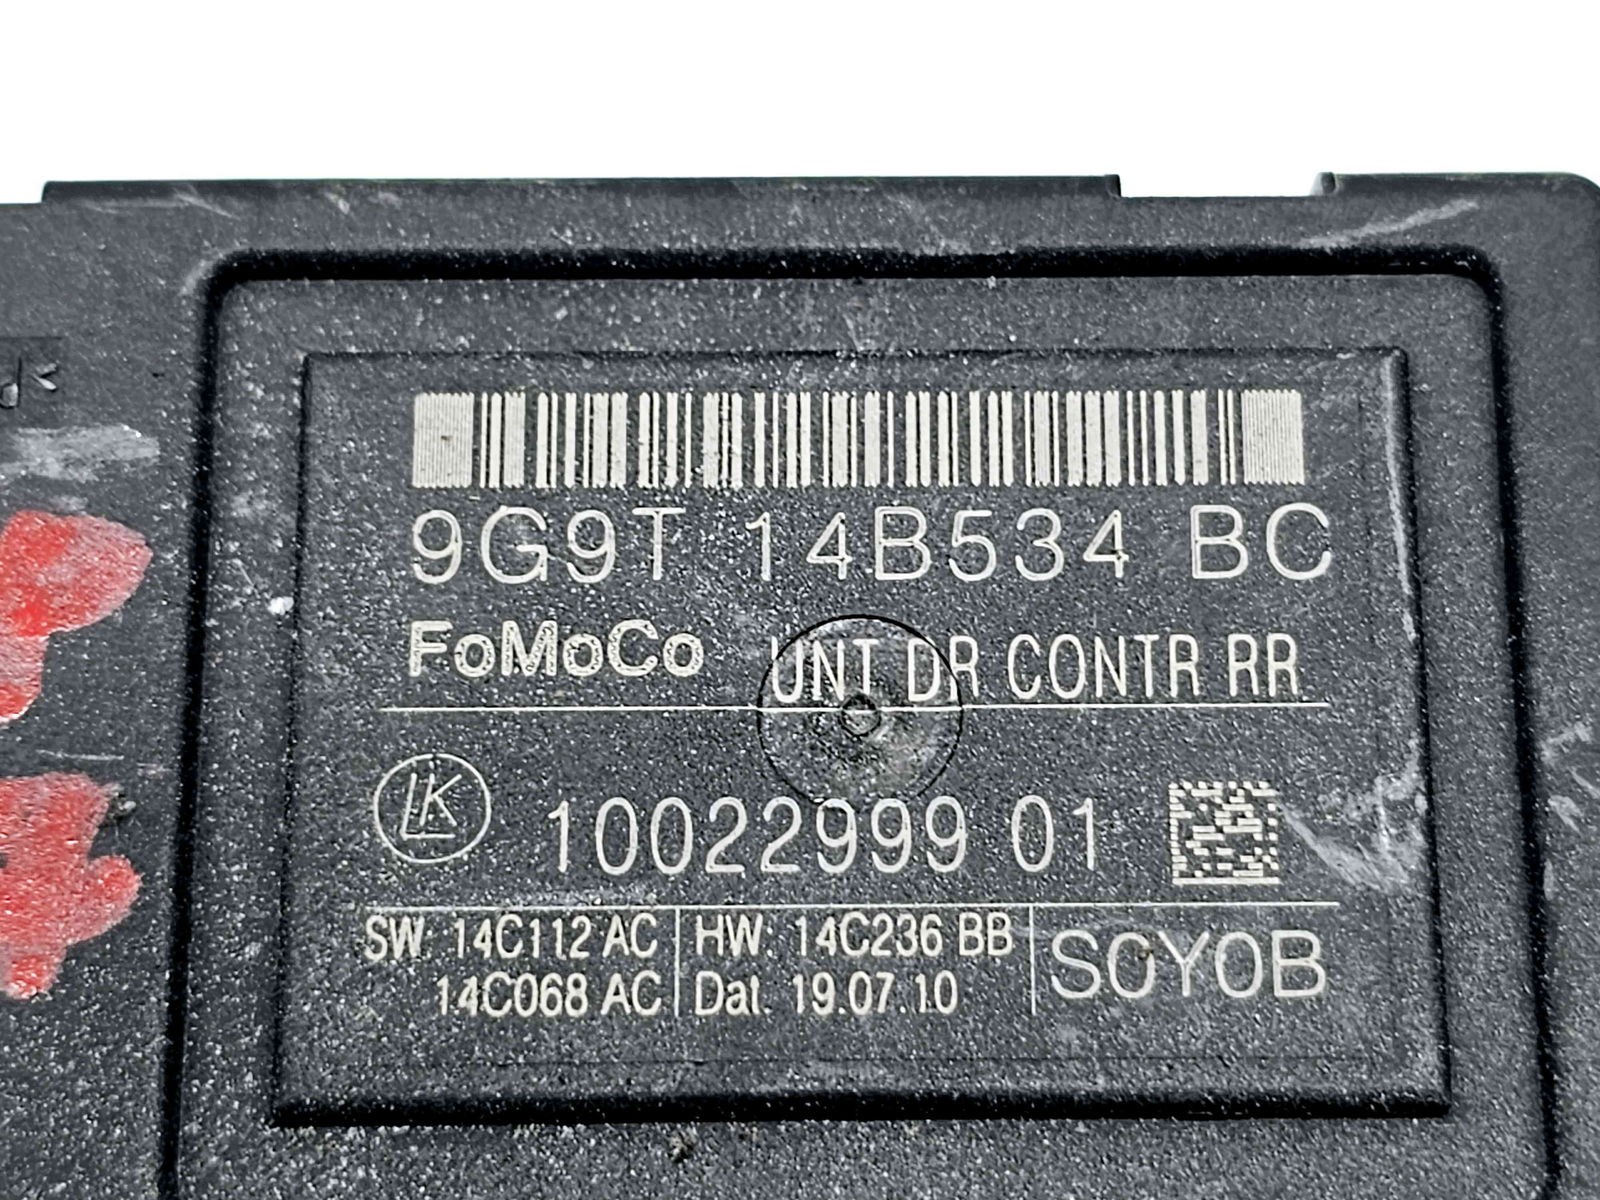 9G9T 14B534 BC
FoMoCo UNT DR CONTR RR
LK 10022999 01
SW: 14C112 AC HW: 14C236 BB S0Y0B
14C068 AC Dat. 19.07.10